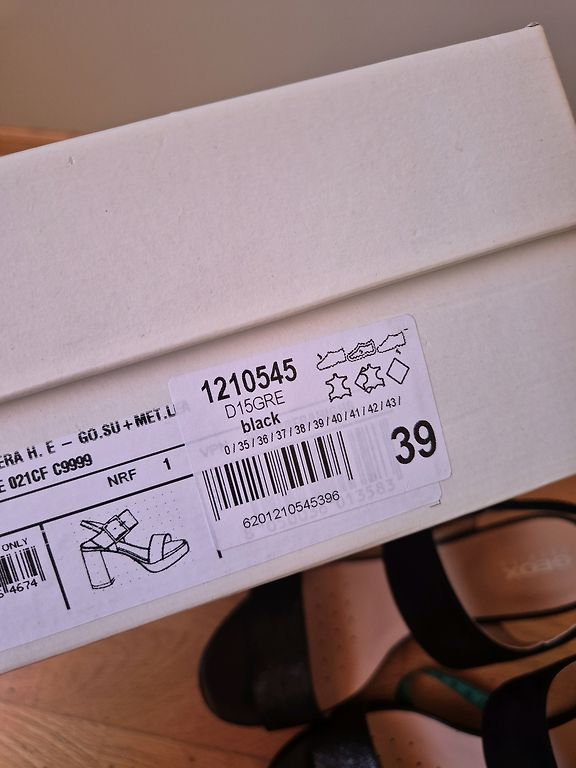 1210545
D15GRE
black
0 / 35 / 36 / 37 / 38 / 39 / 40 / 41 / 42 / 43 /
39
6201210545396
ERA H. E – GO.SU+MET.
E 021CF C9999
NRF 1
ONLY
4674
013583
GEOX